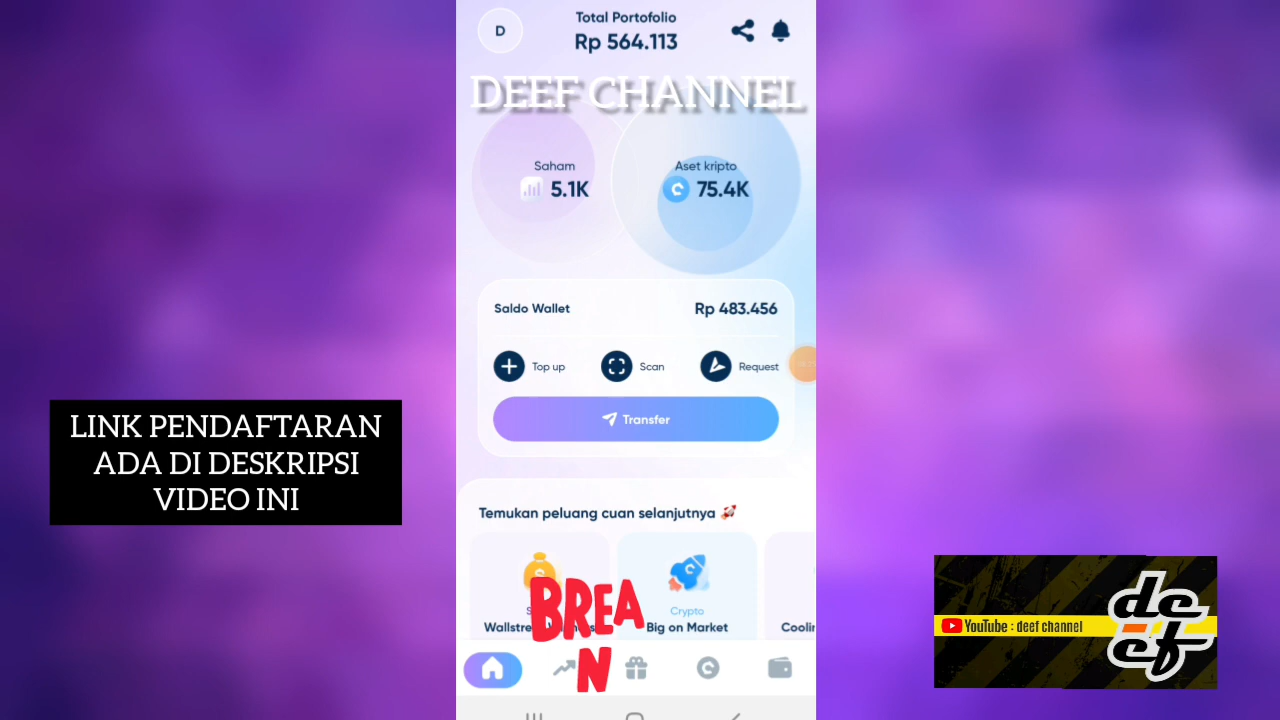 D
Total Portofolio
Rp 564.113
DEEF CHANNEL
Saham
5.1K
Aset kripto
75.4K
Saldo Wallet
Rp 483.456
Top up
Scan
Request
Transfer
Temukan peluang cuan selanjutnya 🚀
Crypto
Big on Market
BREA
N
LINK PENDAFTARAN
ADA DI DESKRIPSI
VIDEO INI
YouTube : deef channel
de
ef